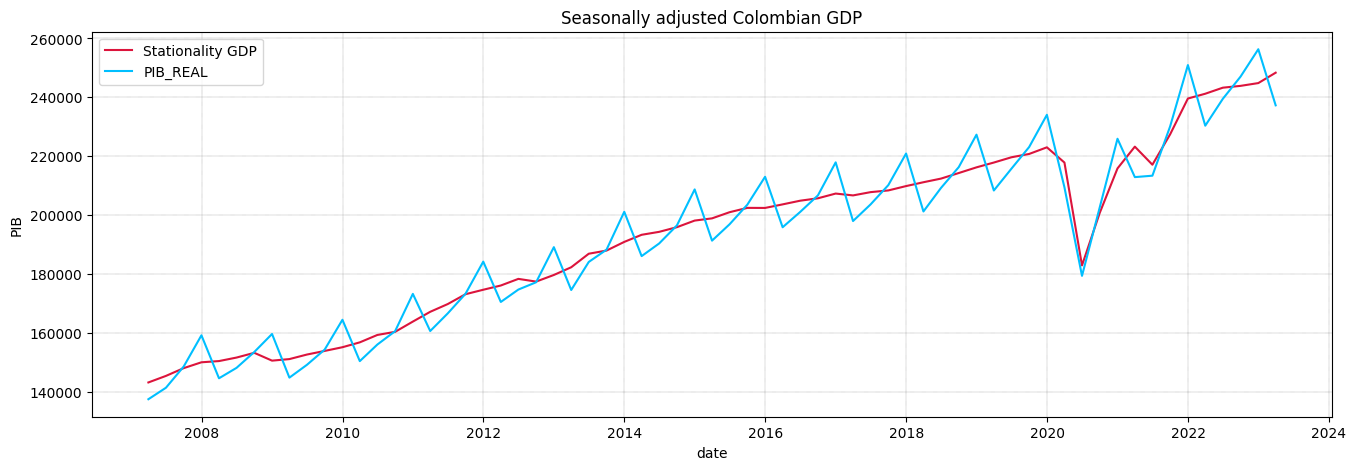 Seasonally adjusted Colombian GDP
Stationality GDP
PIB_REAL
PIB
260000
240000
220000
200000
180000
160000
140000
2008 2010 2012 2014 2016 2018 2020 2022 2024
date